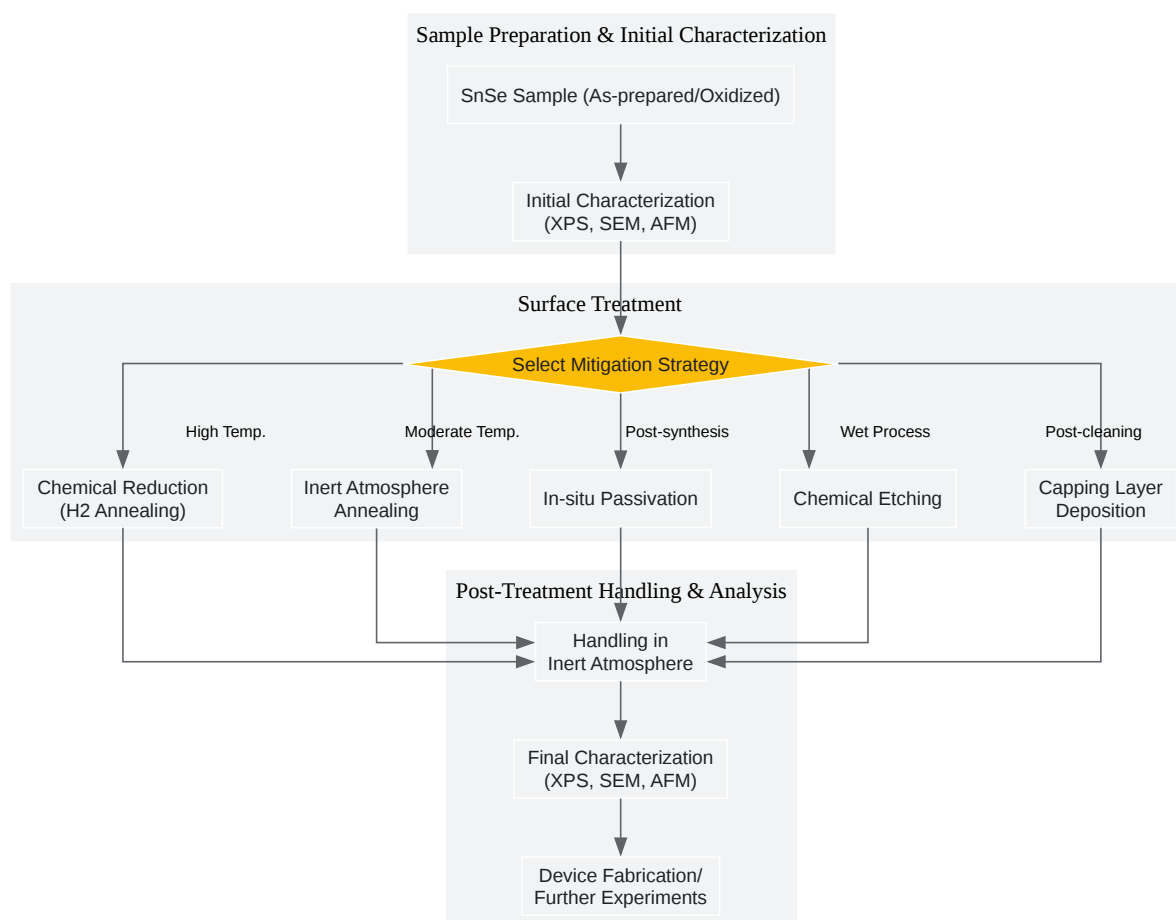 Sample Preparation & Initial Characterization
SnSe Sample (As-prepared/Oxidized)
Initial Characterization
(XPS, SEM, AFM)
Surface Treatment
Select Mitigation Strategy
High Temp.
Moderate Temp.
Post-synthesis
Wet Process
Post-cleaning
Chemical Reduction
(H2 Annealing)
Inert Atmosphere
Annealing
In-situ Passivation
Chemical Etching
Capping Layer
Deposition
Post-Treatment Handling & Analysis
Handling in
Inert Atmosphere
Final Characterization
(XPS, SEM, AFM)
Device Fabrication/
Further Experiments